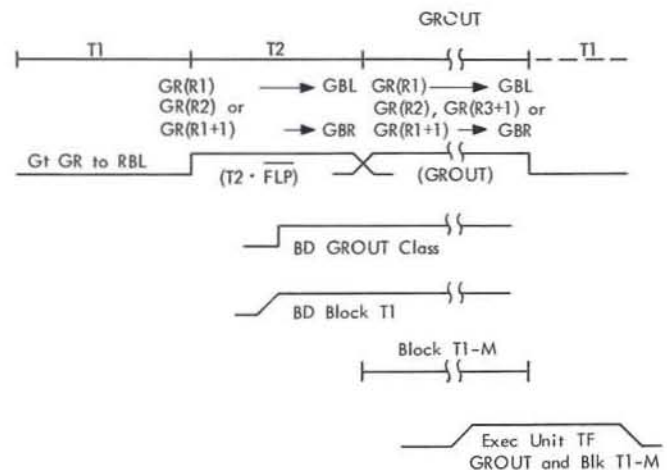 GROUT
T1 T2 T1
GR(R1) → GBL GR(R1) → GBL
GR(R2) or GR(R2), GR(R3+1) or
GR(R1+1) → GBR GR(R1+1) → GBR
Gt GR to RBL (T2 · F̅L̅P̅) (GROUT)
BD GROUT Class
BD Block T1
Block T1-M
Exec Unit TF
GROUT and Blk T1-M